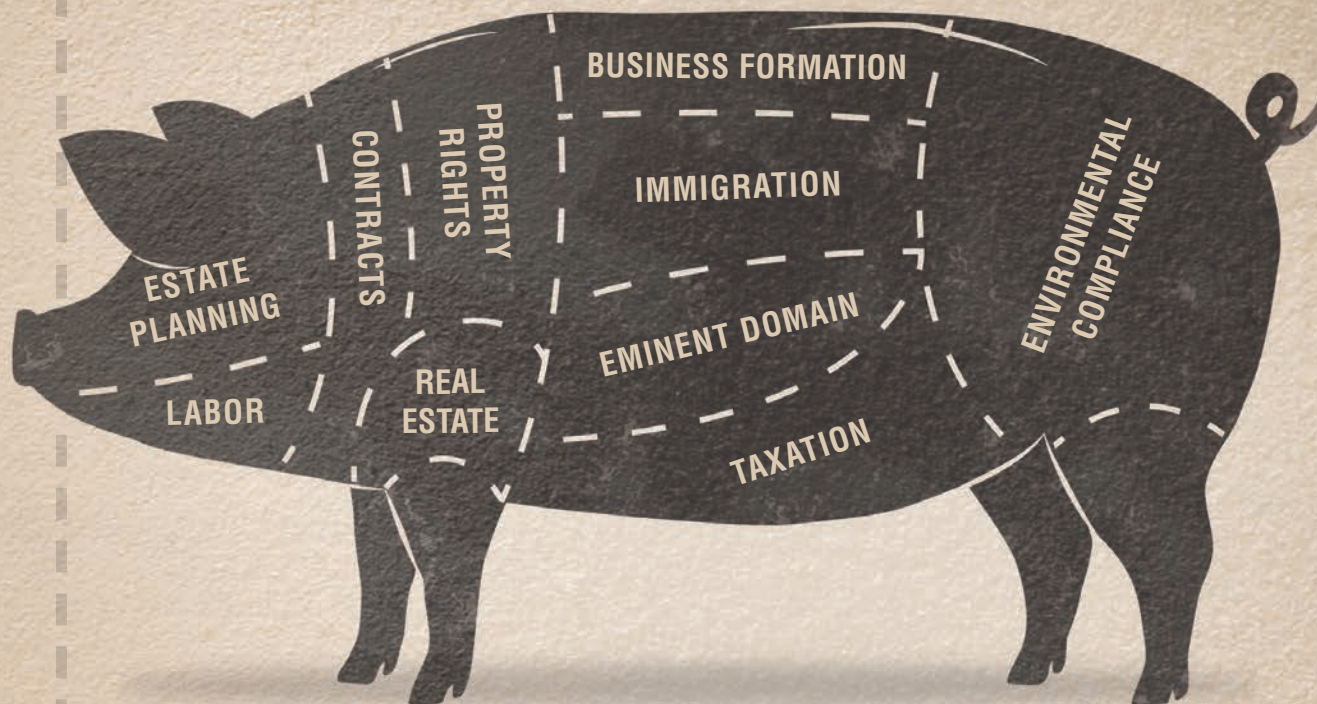 BUSINESS FORMATION
PROPERTY
RIGHTS
CONTRACTS
IMMIGRATION
ENVIRONMENTAL
COMPLIANCE
ESTATE
PLANNING
EMINENT DOMAIN
REAL
ESTATE
LABOR
TAXATION